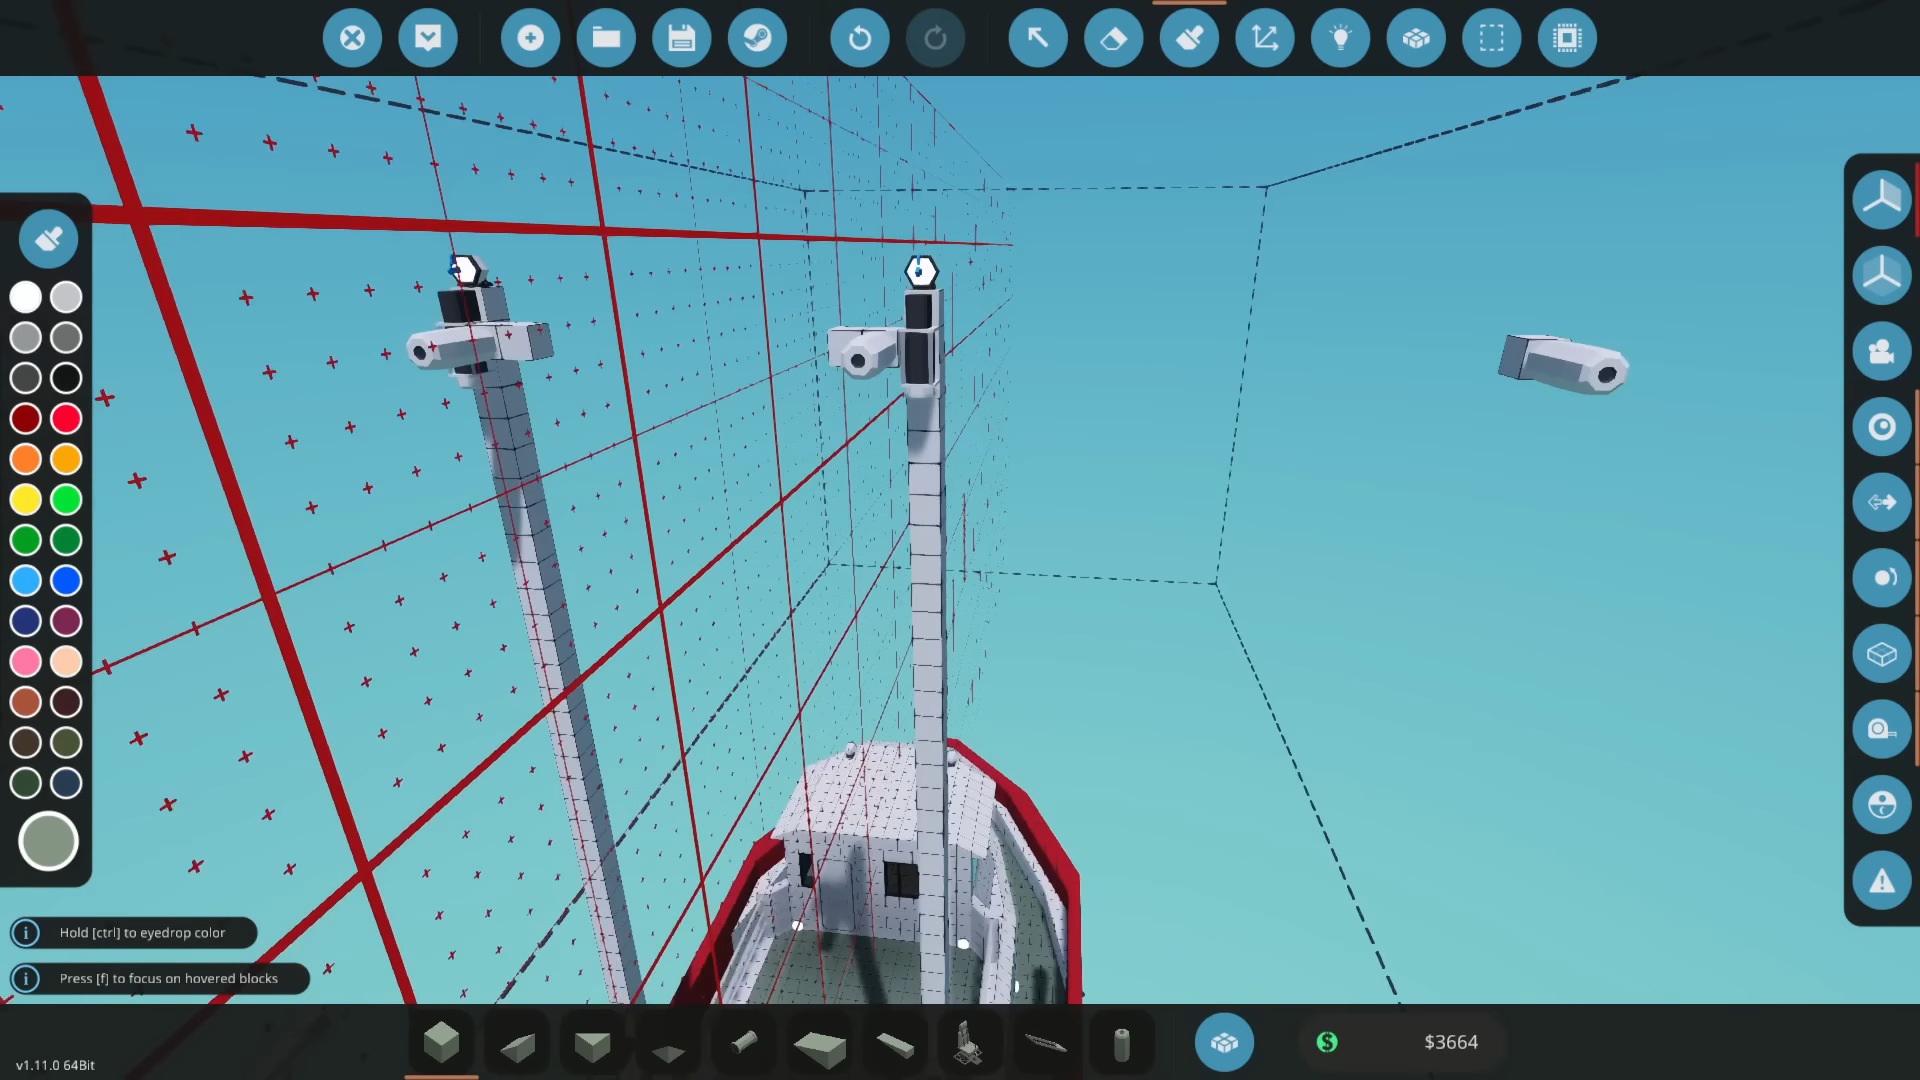 Hold [ctrl] to eyedrop color
Press [f] to focus on hovered blocks
$3664
v1.11.0 64Bit